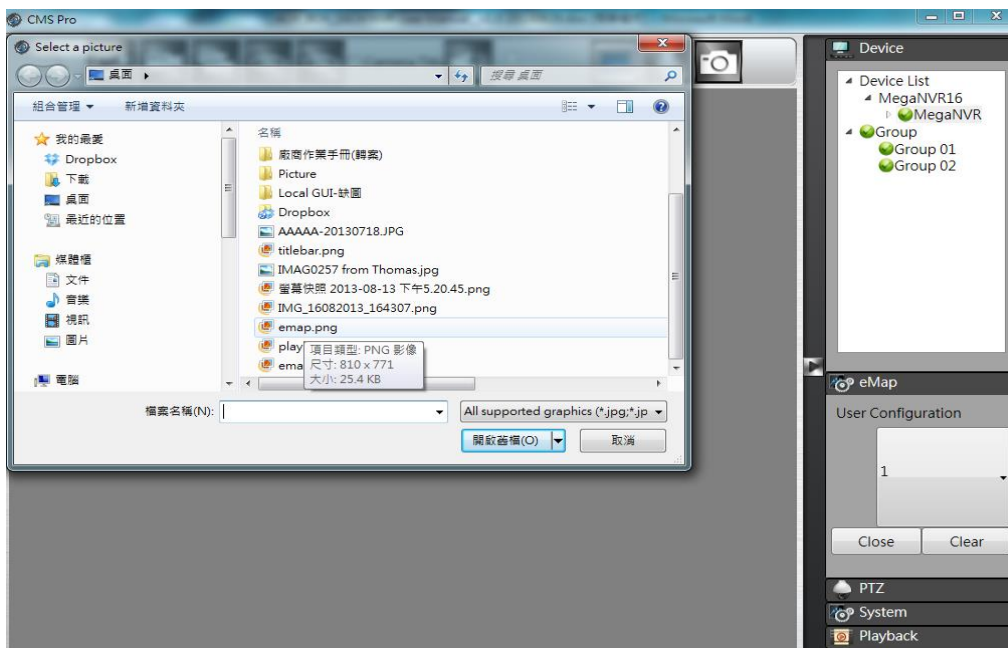 CMS Pro
Select a picture
桌面
搜尋 桌面
組合管理
新增資料夾
我的最愛
Dropbox
下載
桌面
最近的位置
媒體櫃
文件
音樂
視訊
圖片
電腦
名稱
廠商作業手冊(轉案)
Picture
Local GUI-缺圖
Dropbox
AAAAA-20130718.JPG
titlebar.png
IMAG0257 from Thomas.jpg
螢幕快照 2013-08-13 下午5.20.45.png
IMG_16082013_164307.png
emap.png
play
ema
項目類型: PNG 影像
尺寸: 810 x 771
大小: 25.4 KB
檔案名稱(N):
All supported graphics (*.jpg;*.jp
開啟舊檔(O)
取消
Device
Device List
MegaNVR16
MegaNVR
Group
Group 01
Group 02
eMap
User Configuration
1
Close
Clear
PTZ
System
Playback